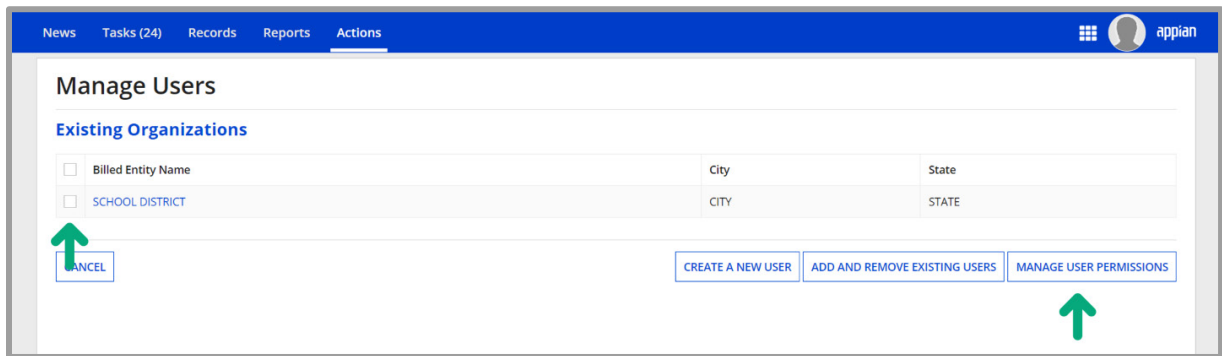 News Tasks (24) Records Reports Actions appian
Manage Users
Existing Organizations
Billed Entity Name City State
SCHOOL DISTRICT CITY STATE
CANCEL CREATE A NEW USER ADD AND REMOVE EXISTING USERS MANAGE USER PERMISSIONS